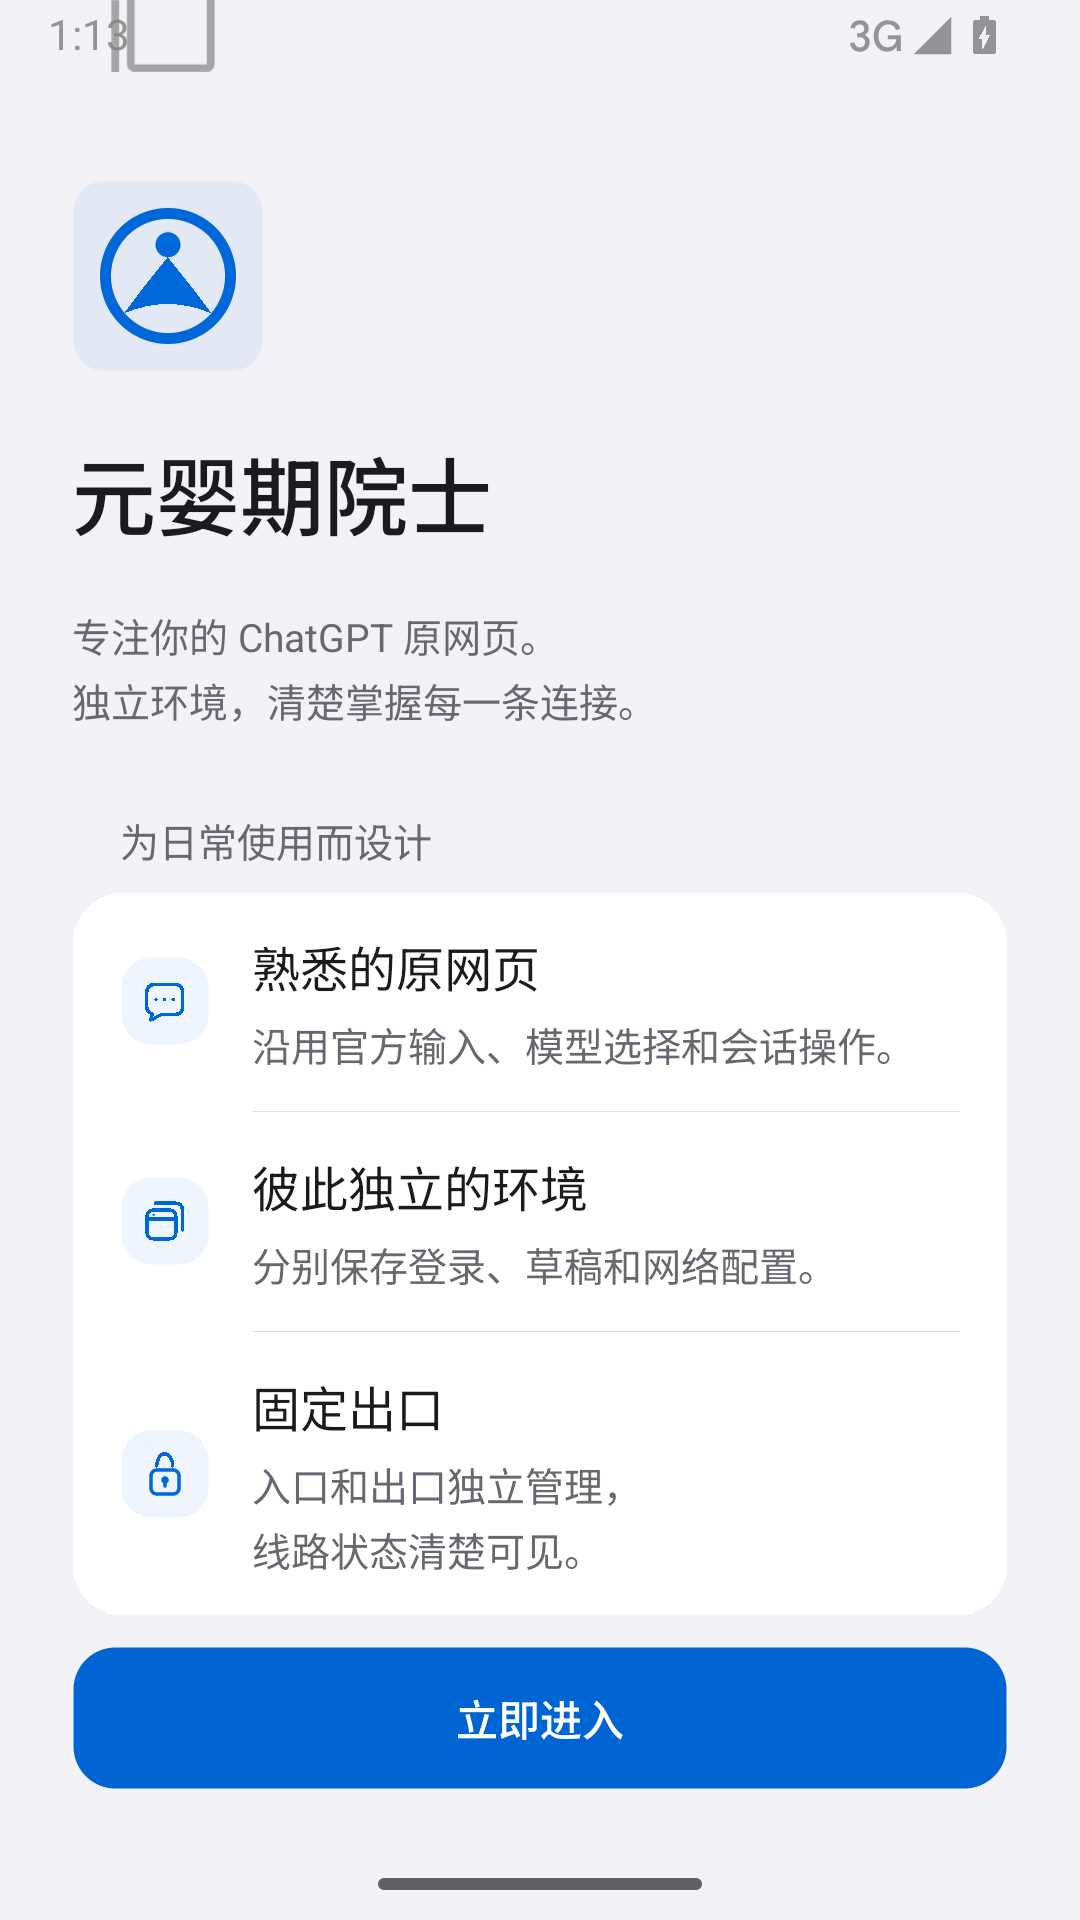 1:13
3G
元婴期院士
专注你的 ChatGPT 原网页。
独立环境，清楚掌握每一条连接。
为日常使用而设计
熟悉的原网页
沿用官方输入、模型选择和会话操作。
彼此独立的环境
分别保存登录、草稿和网络配置。
固定出口
入口和出口独立管理，
线路状态清楚可见。
立即进入